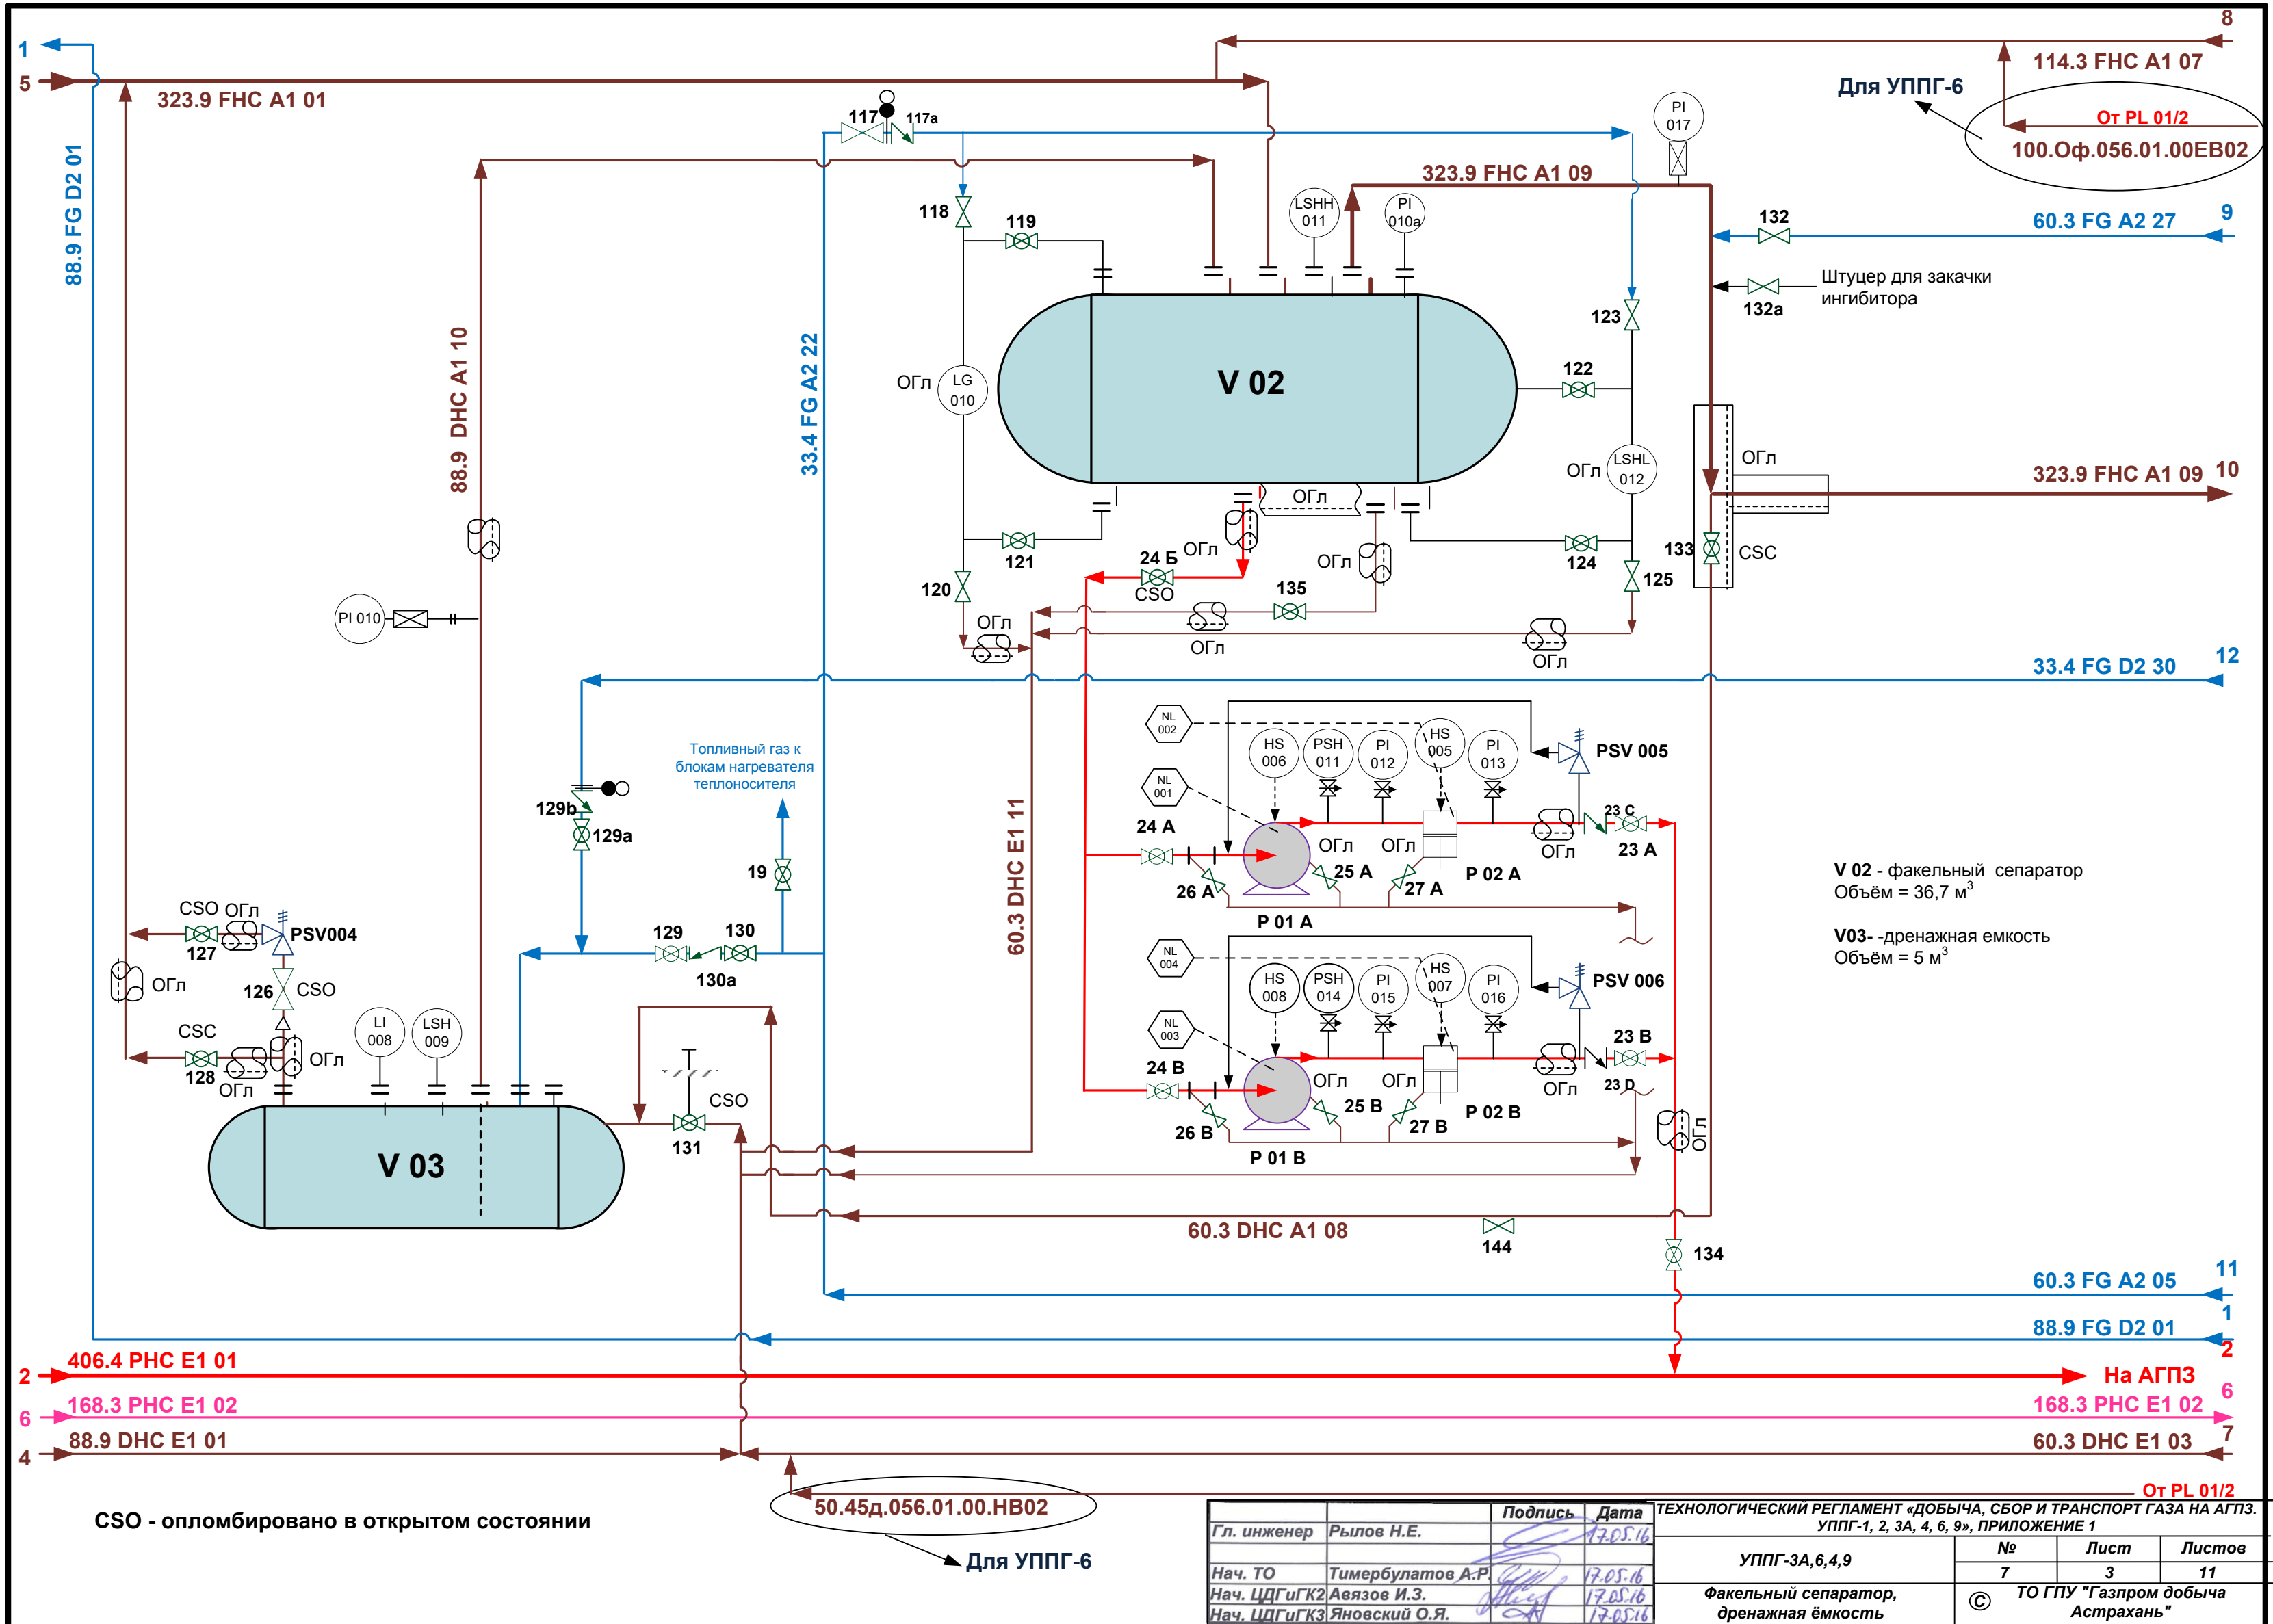 1
5
323.9 FHC A1 01
88.9 FG D2 01
8
114.3 FHC A1 07
Для УППГ-6
От PL 01/2
100.Оф.056.01.00ЕВ02
117
117a
PI
017
323.9 FHC A1 09
118
119
LSHH
011
PI
010a
132
60.3 FG A2 27
9
Штуцер для закачки
ингибитора
132a
88.9 DHC A1 10
33.4 FG A2 22
123
122
ОГл
LG
010
V 02
ОГл
LSHL
012
ОГл
323.9 FHC A1 09
10
ОГл
121
120
24 Б
CSO
ОГл
ОГл
135
124
125
133
CSC
PI 010
ОГл
ОГл
ОГл
33.4 FG D2 30
12
Топливный газ к
блокам нагревателя
теплоносителя
NL
002
NL
001
HS
006
PSH
011
PI
012
HS
005
PI
013
PSV 005
129b
129a
19
60.3 DHC E1 11
24 A
ОГл
ОГл
ОГл
23 C
23 A
26 A
25 A
27 A
P 02 A
P 01 A
V 02 - факельный сепаратор
Объём = 36,7 м³
V03- -дренажная емкость
Объём = 5 м³
CSO
ОГл
PSV004
127
129
130
130a
ОГл
126
CSO
CSC
128
ОГл
ОГл
LI
008
LSH
009
NL
004
NL
003
HS
008
PSH
014
PI
015
HS
007
PI
016
PSV 006
24 B
ОГл
ОГл
ОГл
23 B
23 D
26 B
25 B
27 B
P 02 B
P 01 B
ОГл
CSO
131
V 03
60.3 DHC A1 08
144
134
60.3 FG A2 05
11
1
88.9 FG D2 01
2
406.4 PHC E1 01
2
На АГПЗ
6
168.3 PHC E1 02
168.3 PHC E1 02
6
4
88.9 DHC E1 01
60.3 DHC E1 03
7
От PL 01/2
50.45д.056.01.00.НВ02
Для УППГ-6
CSO - опломбировано в открытом состоянии
Подпись
Дата
Гл. инженер
Рылов Н.Е.
17.05.16
Нач. ТО
Тимербулатов А.Р.
17.05.16
Нач. ЦДГиГК2
Авязов И.З.
17.05.16
Нач. ЦДГиГК3
Яновский О.Я.
17.05.16
ТЕХНОЛОГИЧЕСКИЙ РЕГЛАМЕНТ «ДОБЫЧА, СБОР И ТРАНСПОРТ ГАЗА НА АГПЗ.
УППГ-1, 2, 3А, 4, 6, 9», ПРИЛОЖЕНИЕ 1
УППГ-3А,6,4,9
№
Лист
Листов
7
3
11
Факельный сепаратор,
дренажная ёмкость
© ТО ГПУ "Газпром добыча
Астрахань"